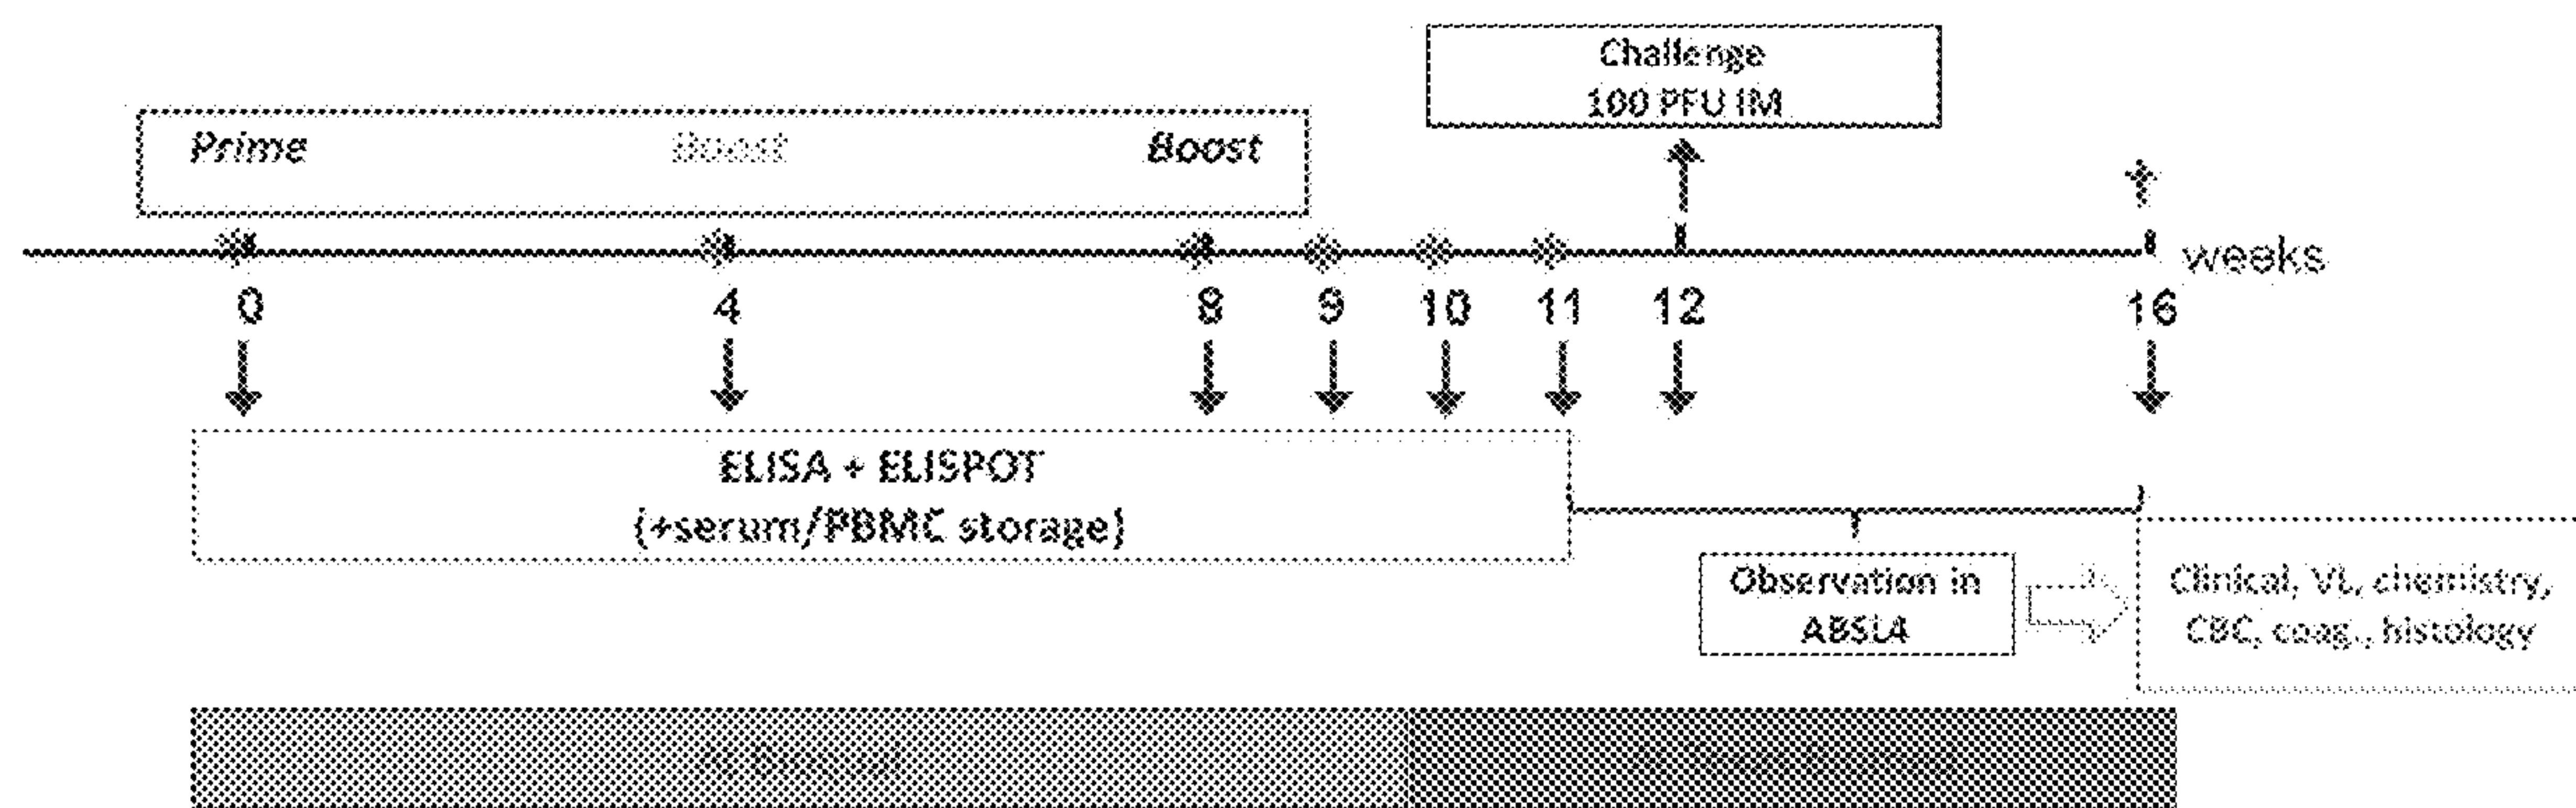 Challenge
100 PFU IM
Prime Boost Boost
weeks
0 4 8 9 10 11 12 16
ELISA + ELISPOT
(+serum/PBMC storage)
Observation in
ABSL4
Clinical, VL, chemistry,
CBC, coag., histology